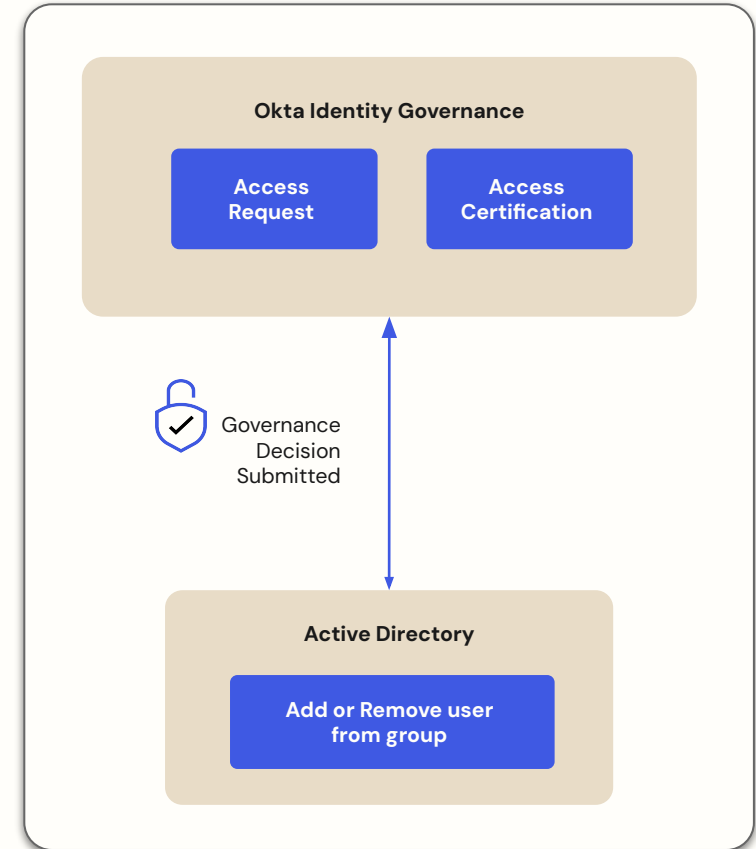 Okta Identity Governance
Access
Request
Access
Certification
Governance
Decision
Submitted
Active Directory
Add or Remove user
from group